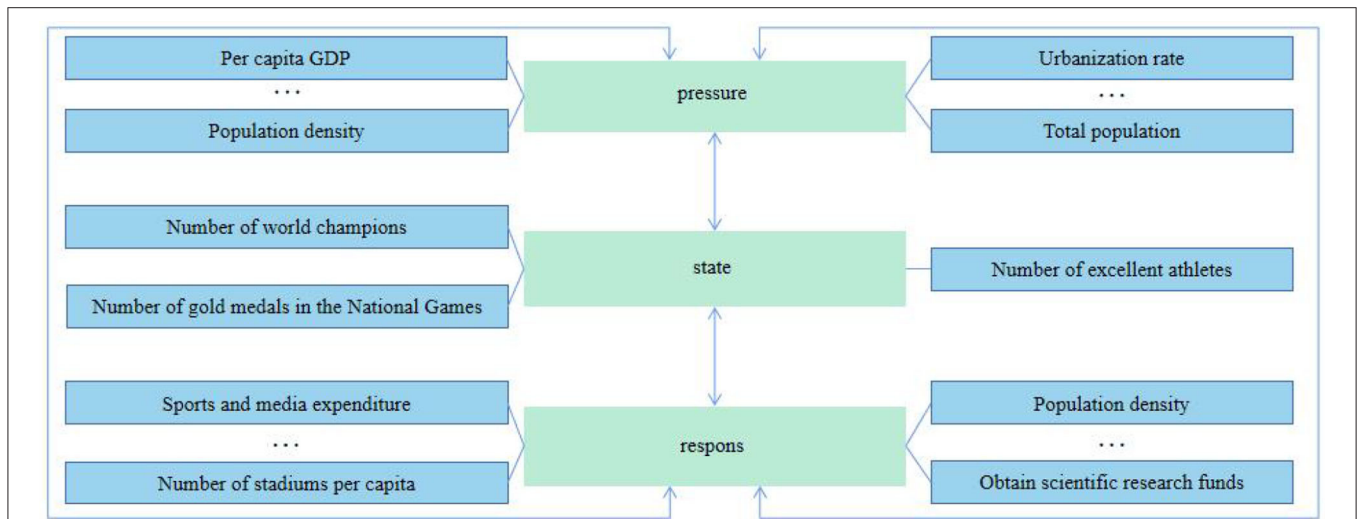 Per capita GDP
...
Population density
pressure
Urbanization rate
...
Total population
Number of world champions
Number of gold medals in the National Games
state
Number of excellent athletes
Sports and media expenditure
...
Number of stadiums per capita
respons
Population density
...
Obtain scientific research funds